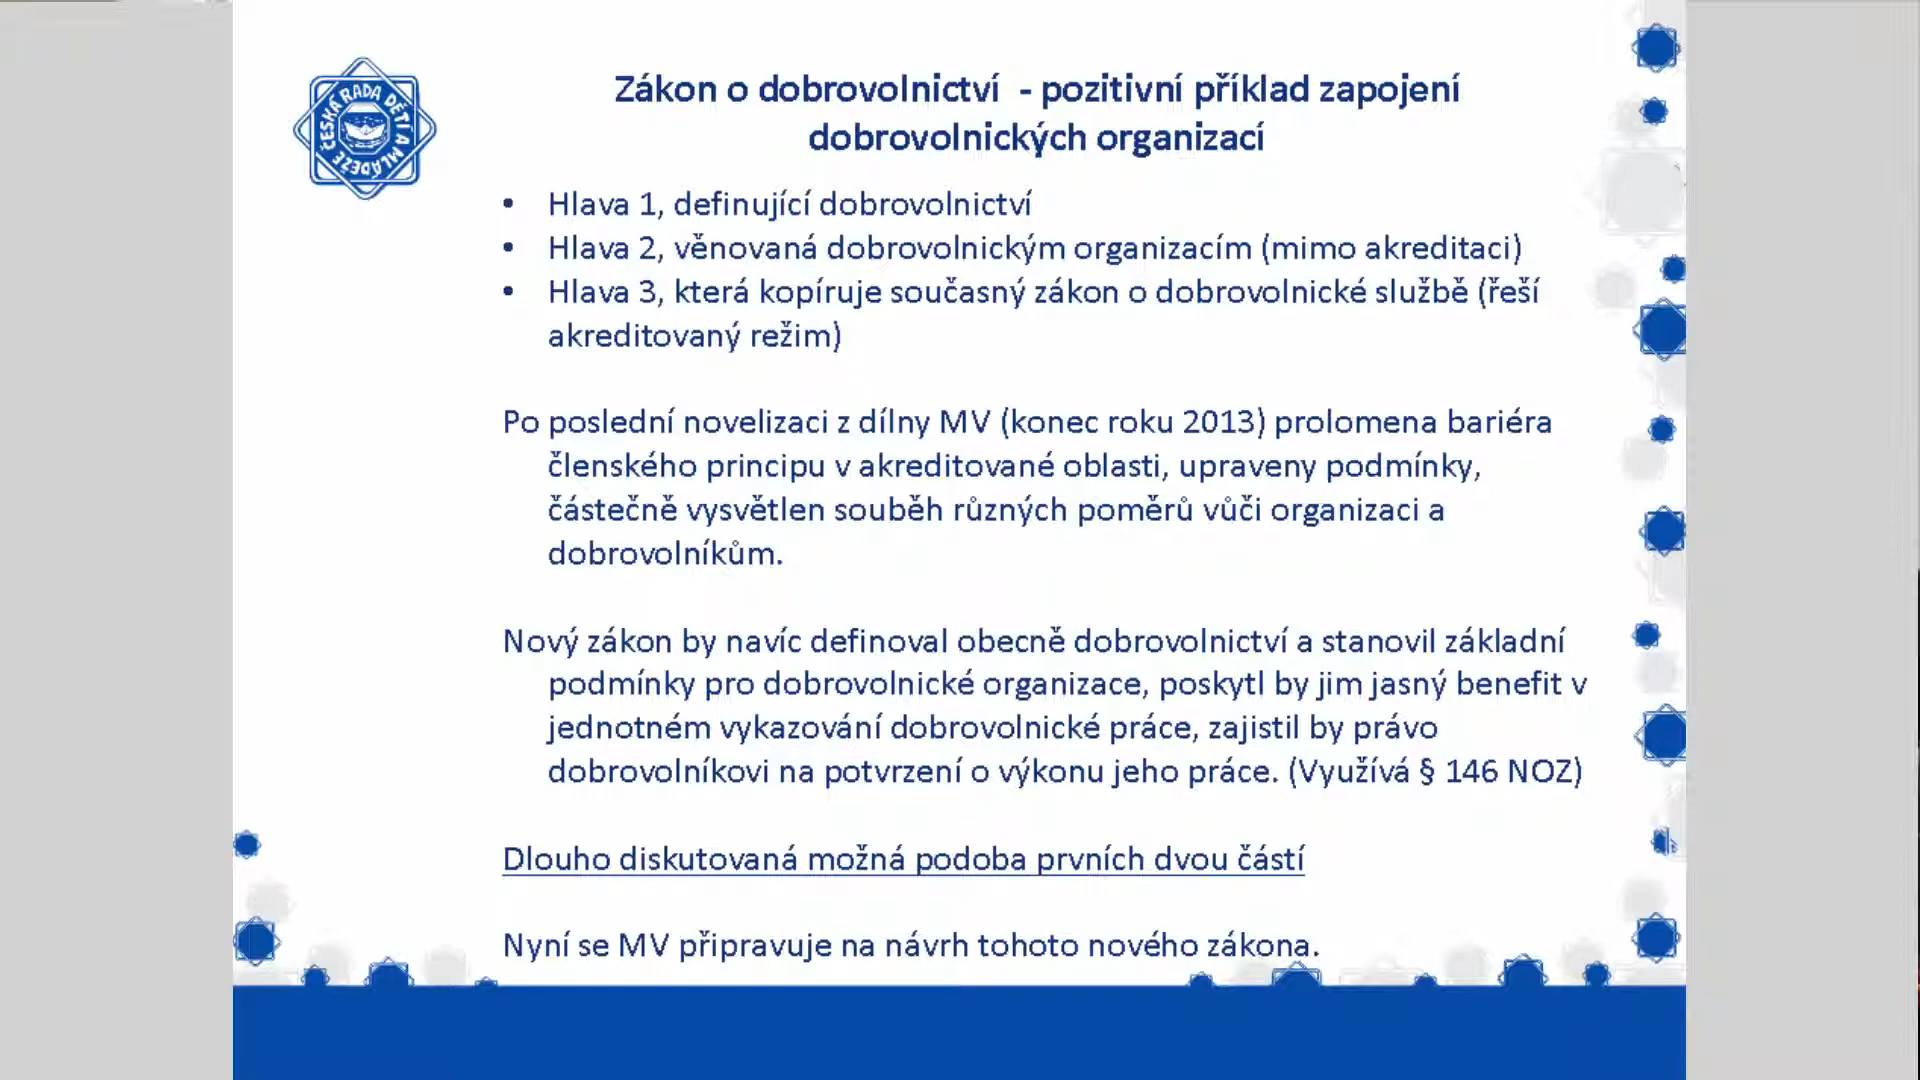 ČESKÁ RADA DĚTÍ A MLÁDEŽE
Zákon o dobrovolnictví - pozitivní příklad zapojení
dobrovolnických organizací
• Hlava 1, definující dobrovolnictví
• Hlava 2, věnovaná dobrovolnickým organizacím (mimo akreditaci)
• Hlava 3, která kopíruje současný zákon o dobrovolnické službě (řeší
akreditovaný režim)
Po poslední novelizaci z dílny MV (konec roku 2013) prolomena bariéra
členského principu v akreditované oblasti, upraveny podmínky,
částečně vysvětlen souběh různých poměrů vůči organizaci a
dobrovolníkům.
Nový zákon by navíc definoval obecně dobrovolnictví a stanovil základní
podmínky pro dobrovolnické organizace, poskytl by jim jasný benefit v
jednotném vykazování dobrovolnické práce, zajistil by právo
dobrovolníkovi na potvrzení o výkonu jeho práce. (Využívá § 146 NOZ)
Dlouho diskutovaná možná podoba prvních dvou částí
Nyní se MV připravuje na návrh tohoto nového zákona.